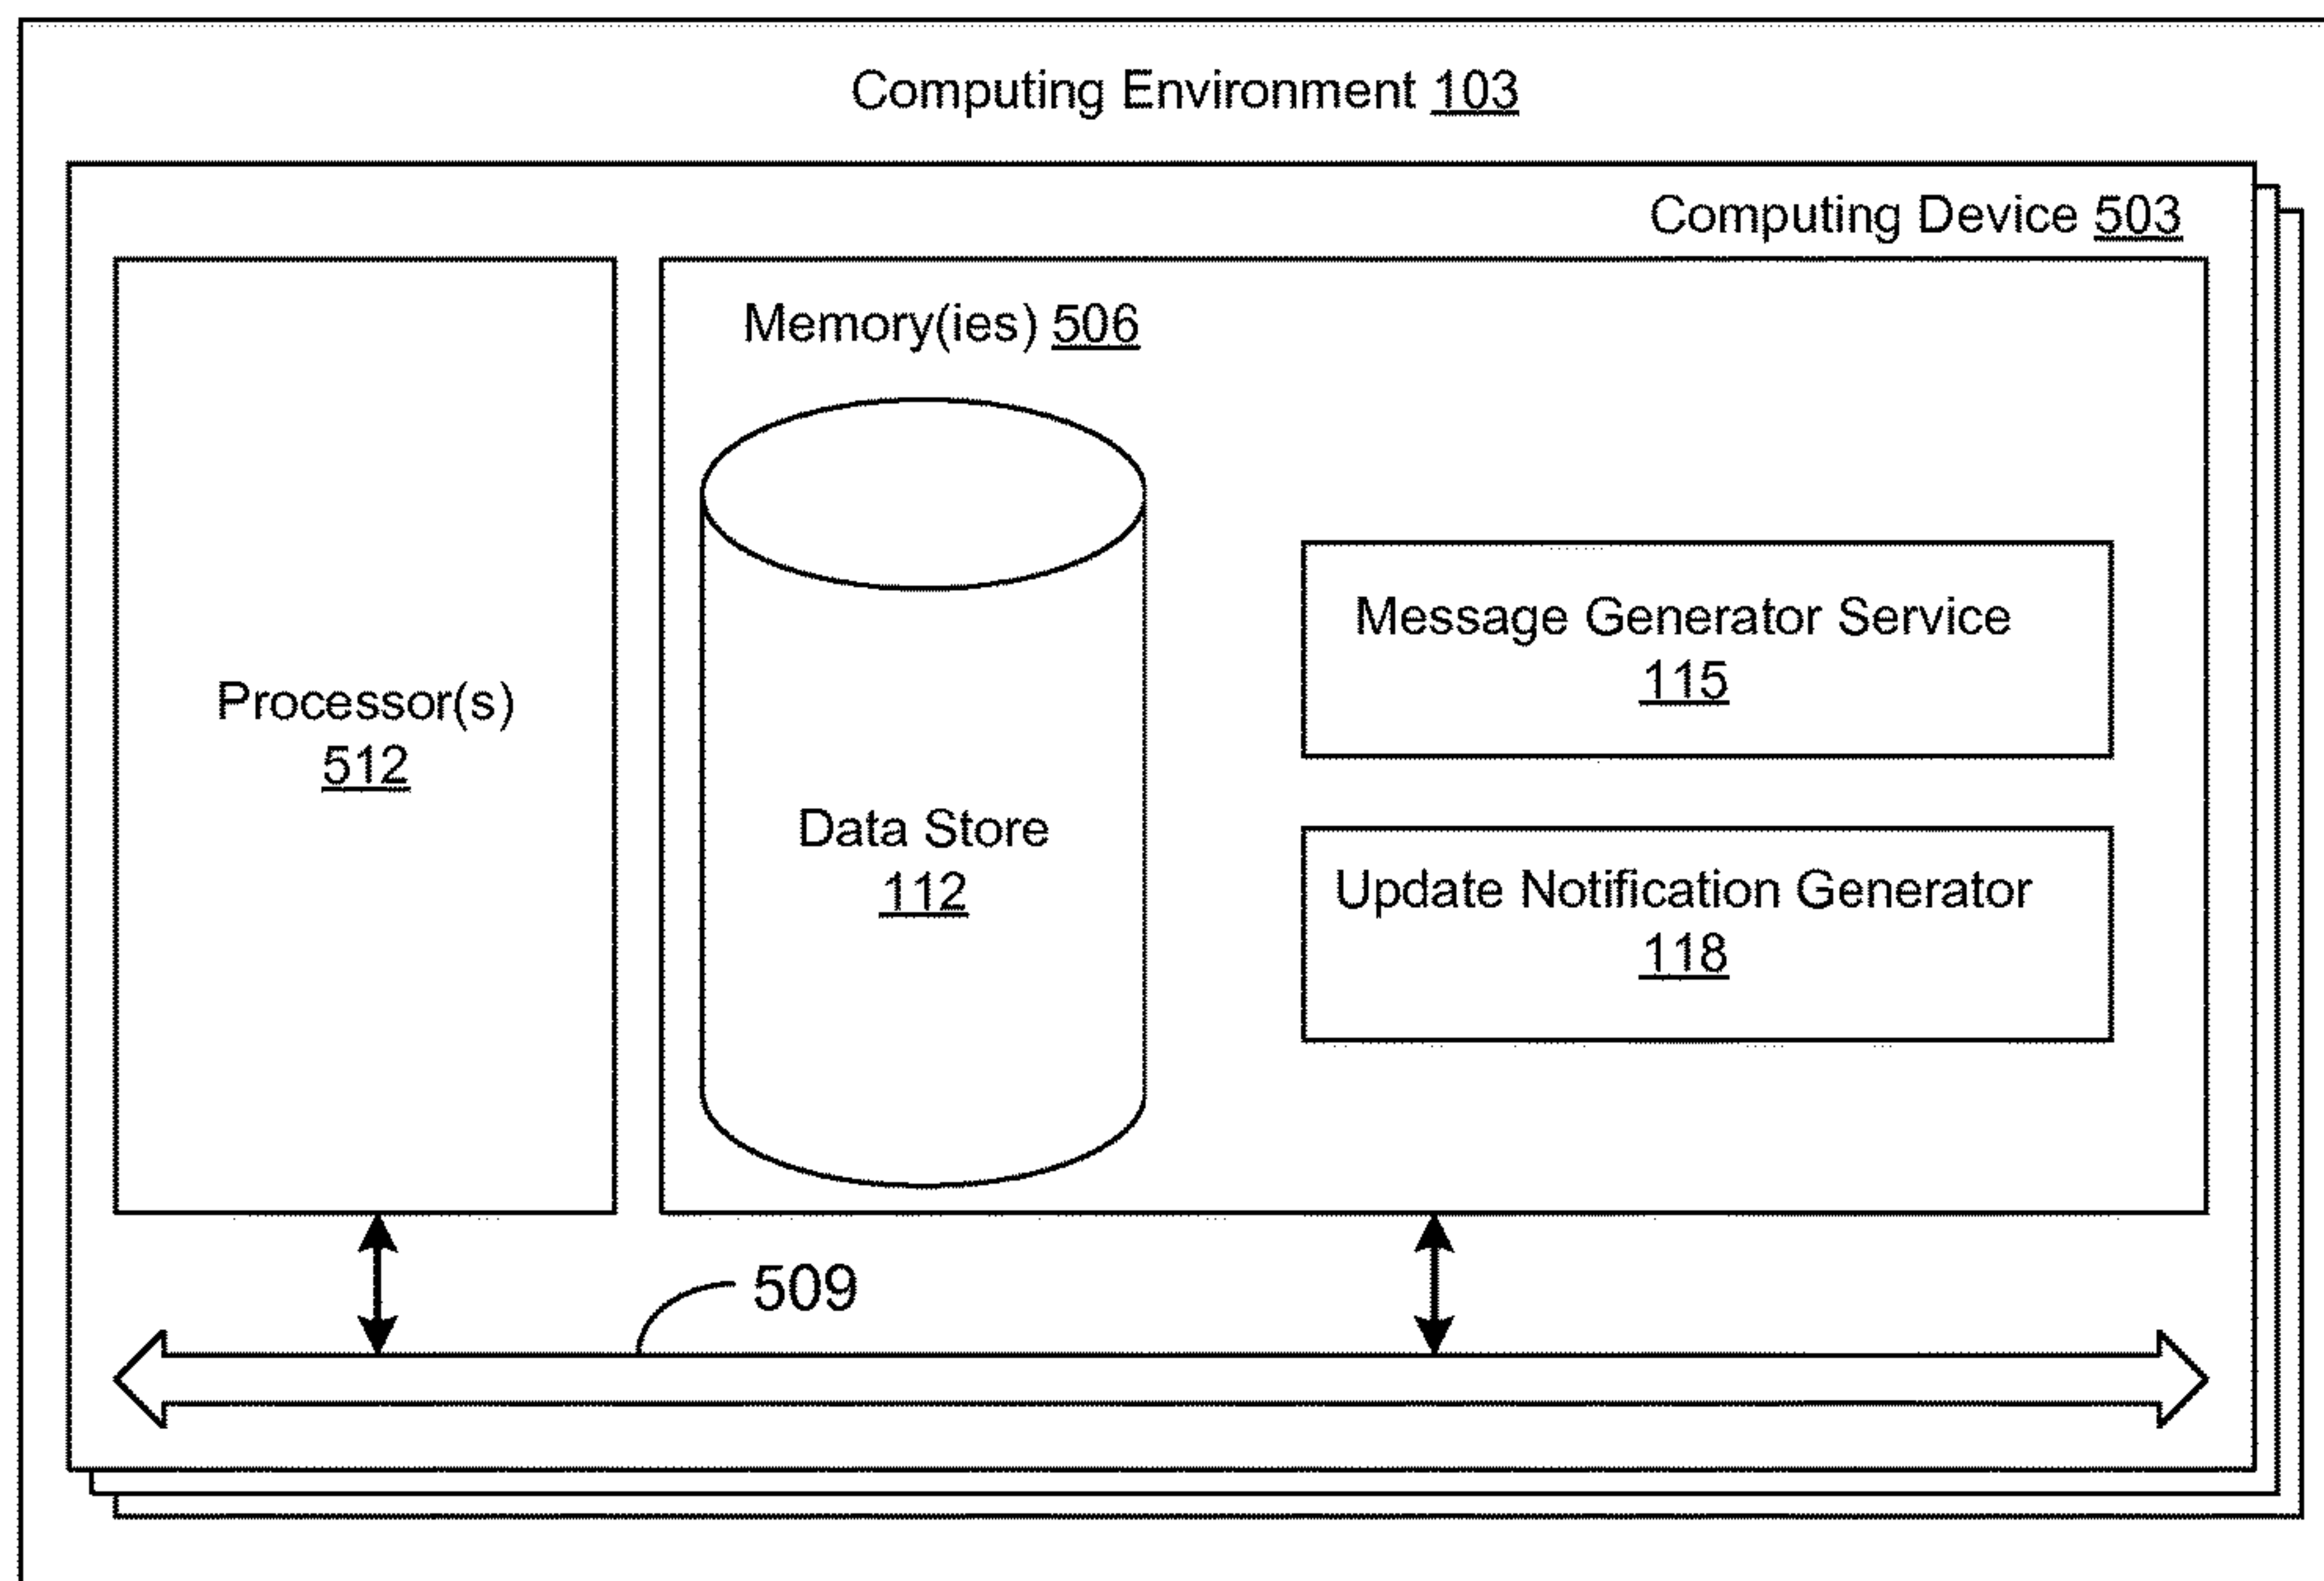 Computing Environment 103
Computing Device 503
Memory(ies) 506
Processor(s)
512
Data Store
112
Message Generator Service
115
Update Notification Generator
118
509